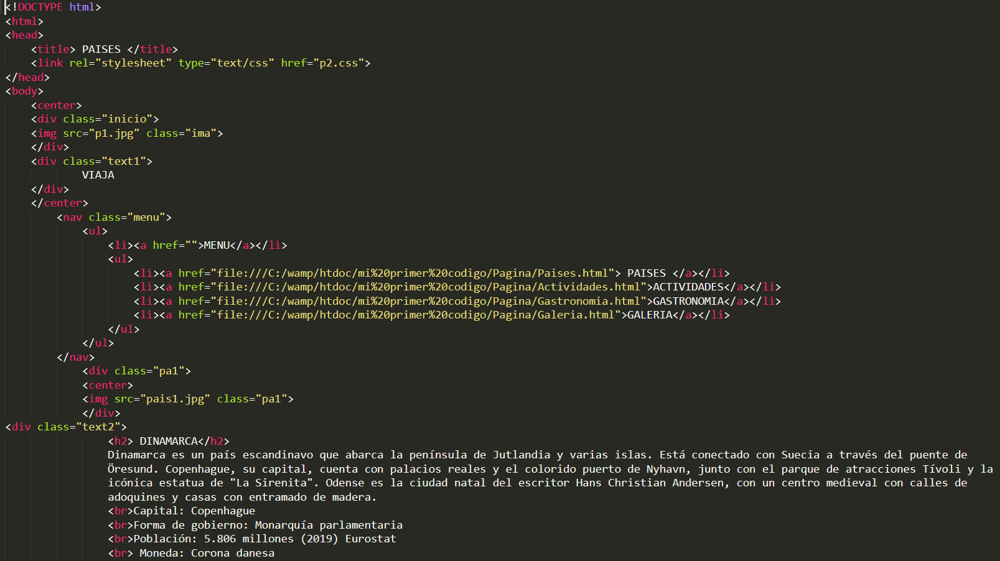 <!DOCTYPE html>
<html>
<head>
    <title> PAISES </title>
    <link rel="stylesheet" type="text/css" href="p2.css">
</head>
<body>
    <center>
    <div class="inicio">
    <img src="p1.jpg" class="ima">
    </div>
    <div class="text1">
            VIAJA
    </div>
    </center>
        <nav class="menu">
            <ul>
                <li><a href="">MENU</a></li>
                <ul>
                    <li><a href="file:///C:/wamp/htdoc/mi%20primer%20codigo/Pagina/Paises.html"> PAISES </a></li>
                    <li><a href="file:///C:/wamp/htdoc/mi%20primer%20codigo/Pagina/Actividades.html">ACTIVIDADES</a></li>
                    <li><a href="file:///C:/wamp/htdoc/mi%20primer%20codigo/Pagina/Gastronomia.html">GASTRONOMIA</a></li>
                    <li><a href="file:///C:/wamp/htdoc/mi%20primer%20codigo/Pagina/Galeria.html">GALERIA</a></li>
                </ul>
            </ul>
        </nav>
            <div class="pa1">
            <center>
            <img src="pais1.jpg" class="pa1">
            </div>
<div class="text2">
                <h2> DINAMARCA</h2>
                Dinamarca es un país escandinavo que abarca la península de Jutlandia y varias islas. Está conectado con Suecia a través del puente de
                Öresund. Copenhague, su capital, cuenta con palacios reales y el colorido puerto de Nyhavn, junto con el parque de atracciones Tívoli y la
                icónica estatua de "La Sirenita". Odense es la ciudad natal del escritor Hans Christian Andersen, con un centro medieval con calles de
                adoquines y casas con entramado de madera.
                <br>Capital: Copenhague
                <br>Forma de gobierno: Monarquía parlamentaria
                <br>Población: 5.806 millones (2019) Eurostat
                <br> Moneda: Corona danesa